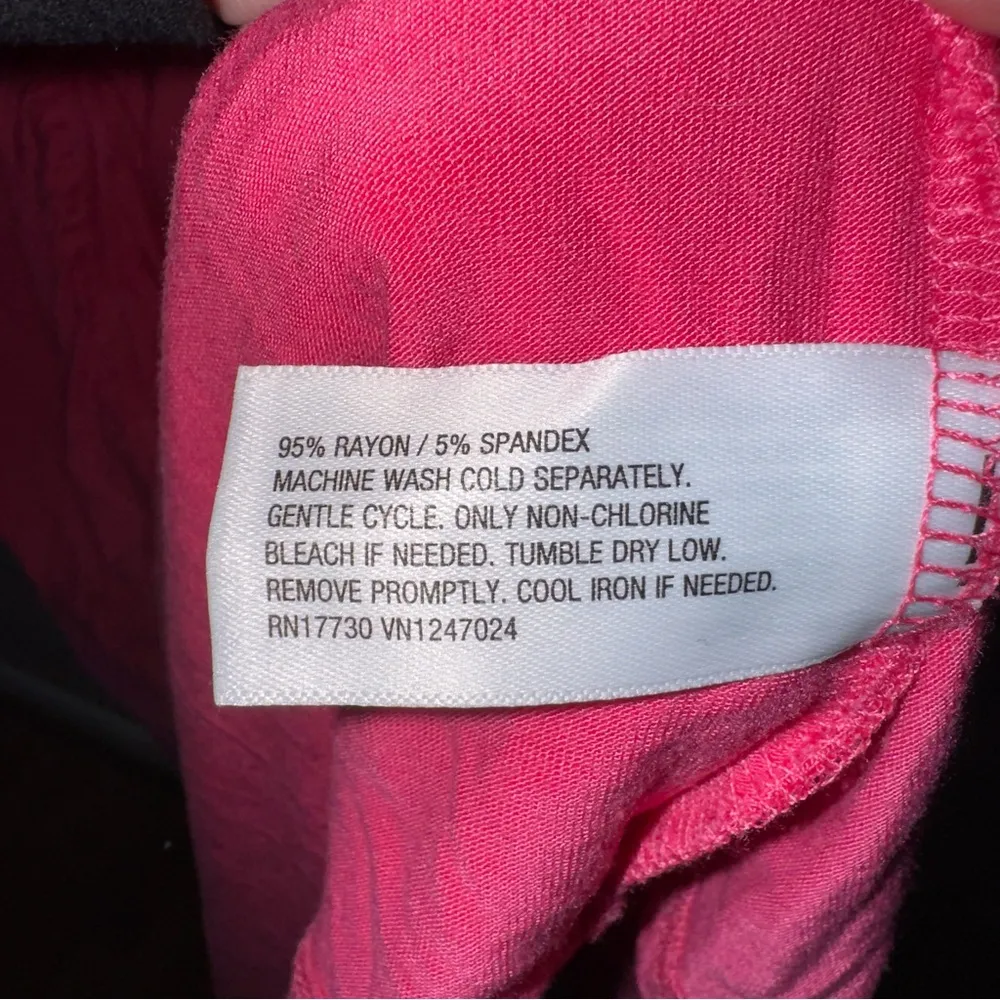 95% RAYON / 5% SPANDEX
MACHINE WASH COLD SEPARATELY.
GENTLE CYCLE. ONLY NON-CHLORINE
BLEACH IF NEEDED. TUMBLE DRY LOW.
REMOVE PROMPTLY. COOL IRON IF NEEDED.
RN17730 VN1247024